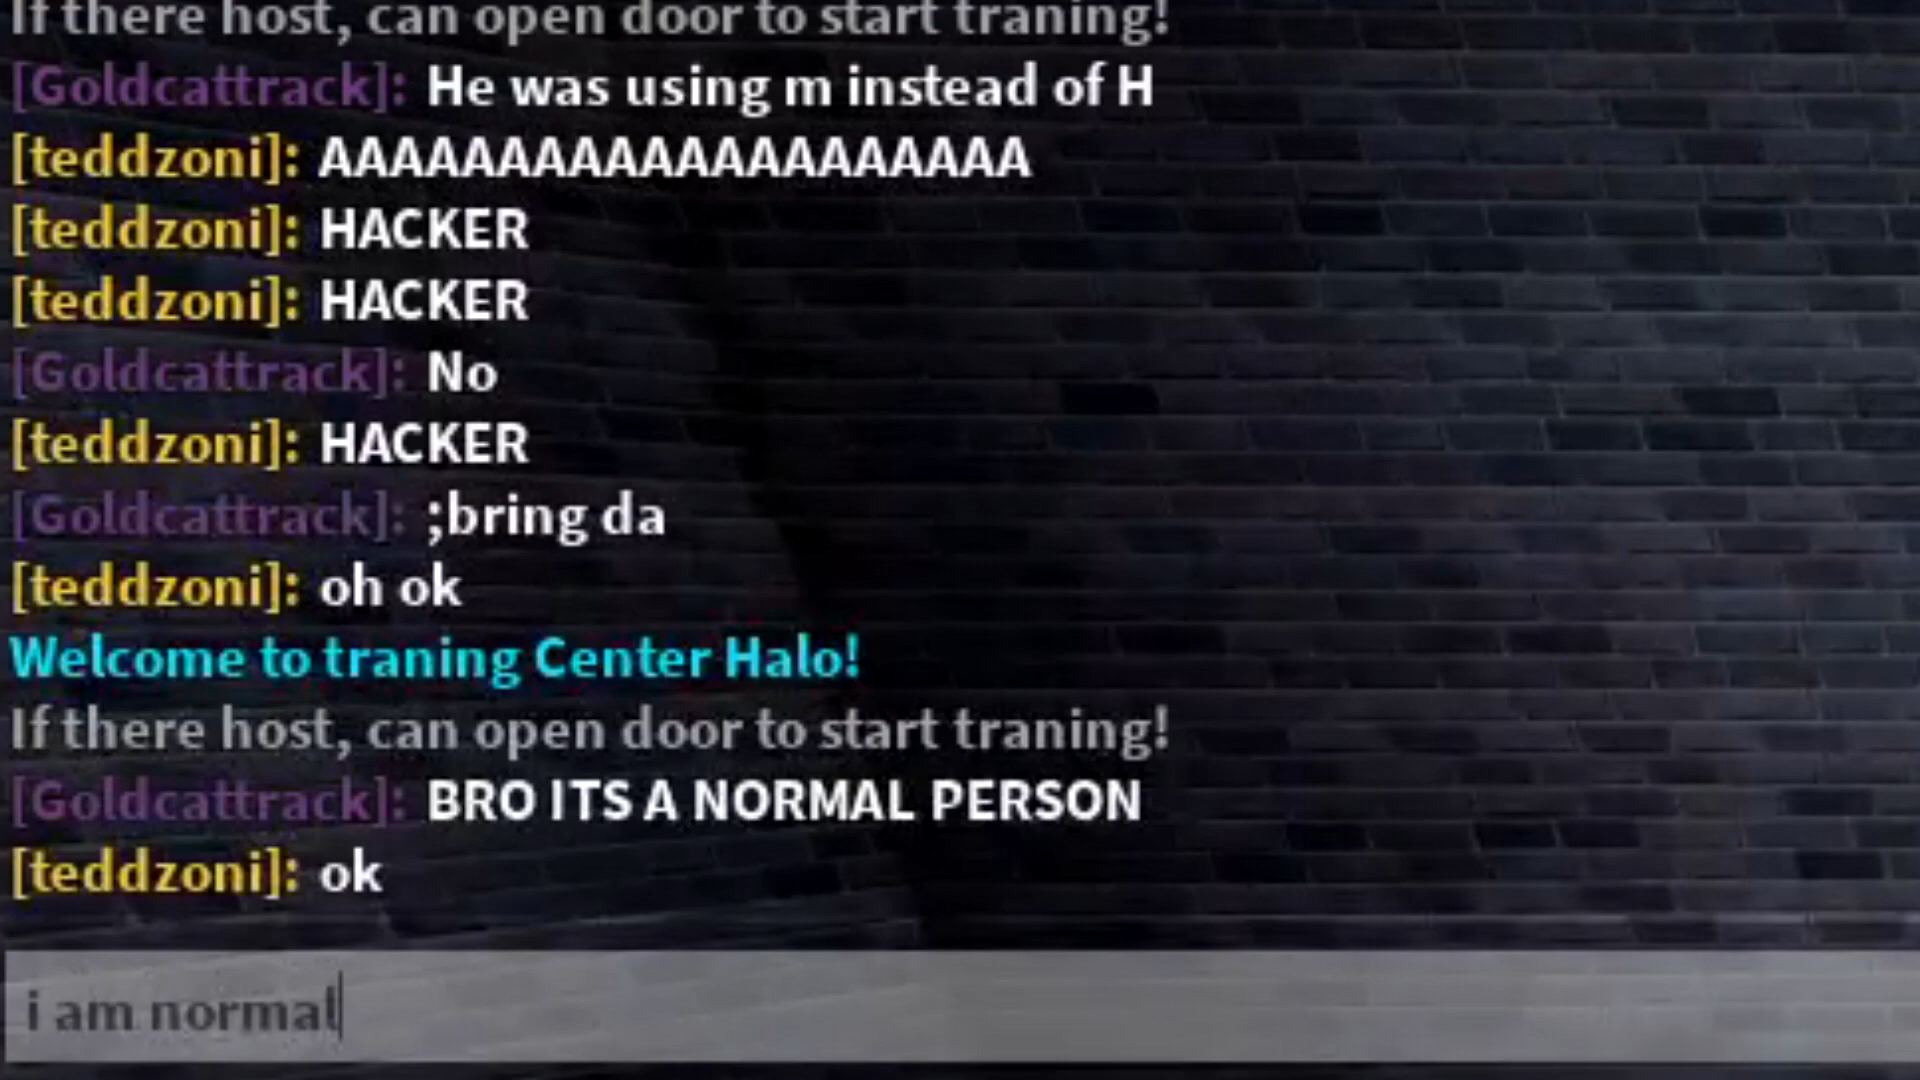 If there host, can open door to start traning!
[Goldcattrack]: He was using m instead of H
[teddzoni]: AAAAAAAAAAAAAAAAAAAA
[teddzoni]: HACKER
[teddzoni]: HACKER
[Goldcattrack]: No
[teddzoni]: HACKER
[Goldcattrack]: ;bring da
[teddzoni]: oh ok
Welcome to traning Center Halo!
If there host, can open door to start traning!
[Goldcattrack]: BRO ITS A NORMAL PERSON
[teddzoni]: ok
i am normal